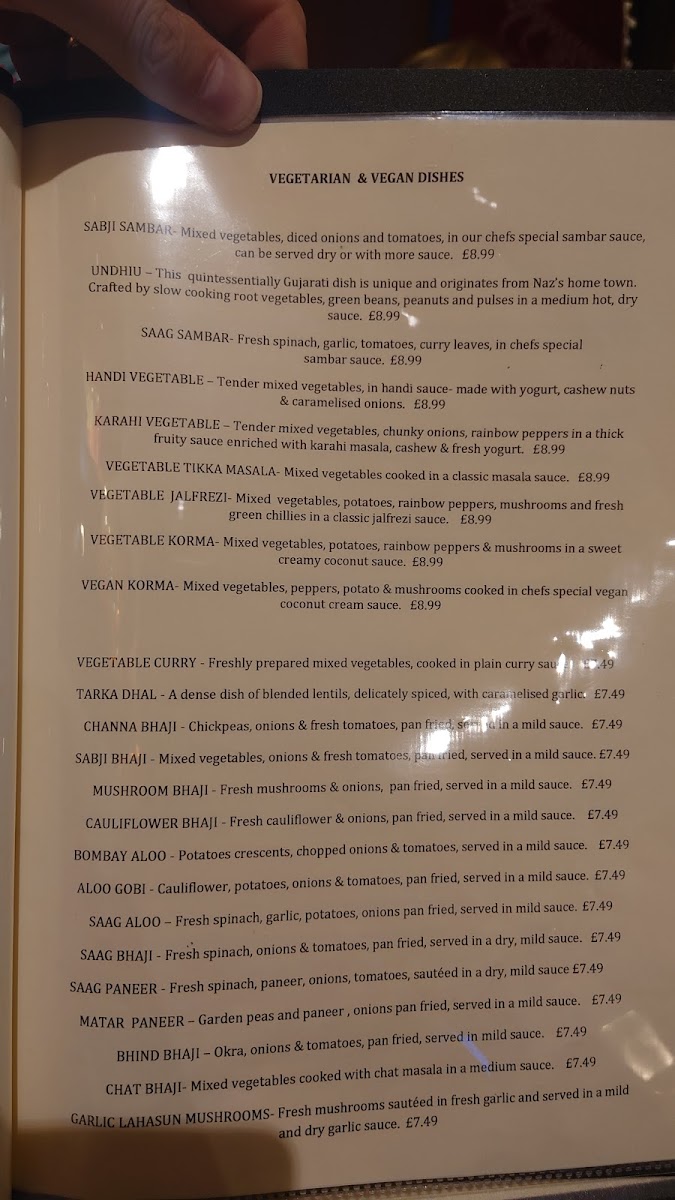 VEGETARIAN & VEGAN DISHES
SABJI SAMBAR- Mixed vegetables, diced onions and tomatoes, in our chefs special sambar sauce,
can be served dry or with more sauce. £8.99
UNDHIU – This quintessentially Gujarati dish is unique and originates from Naz's home town.
Crafted by slow cooking root vegetables, green beans, peanuts and pulses in a medium hot, dry
sauce. £8.99
SAAG SAMBAR- Fresh spinach, garlic, tomatoes, curry leaves, in chefs special
sambar sauce. £8.99
HANDI VEGETABLE – Tender mixed vegetables, in handi sauce- made with yogurt, cashew nuts
& caramelised onions. £8.99
KARAHI VEGETABLE – Tender mixed vegetables, chunky onions, rainbow peppers in a thick
fruity sauce enriched with karahi masala, cashew & fresh yogurt. £8.99
VEGETABLE TIKKA MASALA- Mixed vegetables cooked in a classic masala sauce. £8.99
VEGETABLE JALFREZI- Mixed vegetables, potatoes, rainbow peppers, mushrooms and fresh
green chillies in a classic jalfrezi sauce. £8.99
VEGETABLE KORMA- Mixed vegetables, potatoes, rainbow peppers & mushrooms in a sweet
creamy coconut sauce. £8.99
VEGAN KORMA- Mixed vegetables, peppers, potato & mushrooms cooked in chefs special vegan
coconut cream sauce. £8.99
VEGETABLE CURRY - Freshly prepared mixed vegetables, cooked in plain curry
TARKA DHAL - A dense dish of blended lentils, delicately spiced, with caramelised garlic. £7.49
CHANNA BHAJI - Chickpeas, onions & fresh tomatoes, pan fried, served in a mild sauce. £7.49
SABJI BHAJI - Mixed vegetables, onions & fresh tomatoes, pan fried, served in a mild sauce. £7.49
MUSHROOM BHAJI - Fresh mushrooms & onions, pan fried, served in a mild sauce. £7.49
CAULIFLOWER BHAJI - Fresh cauliflower & onions, pan fried, served in a mild sauce. £7.49
BOMBAY ALOO - Potatoes crescents, chopped onions & tomatoes, served in a mild sauce. £7.49
ALOO GOBI - Cauliflower, potatoes, onions & tomatoes, pan fried, served in a mild sauce. £7.49
SAAG ALOO – Fresh spinach, garlic, potatoes, onions pan fried, served in mild sauce. £7.49
SAAG BHAJI - Fresh spinach, onions & tomatoes, pan fried, served in a dry, mild sauce. £7.49
SAAG PANEER - Fresh spinach, paneer, onions, tomatoes, sautéed in a dry, mild sauce £7.49
MATAR PANEER – Garden peas and paneer , onions pan fried, served in a mild sauce. £7.49
BHIND BHAJI – Okra, onions & tomatoes, pan fried, served in mild sauce. £7.49
CHAT BHAJI- Mixed vegetables cooked with chat masala in a medium sauce. £7.49
GARLIC LAHASUN MUSHROOMS- Fresh mushrooms sautéed in fresh garlic and served in a mild
and dry garlic sauce. £7.49